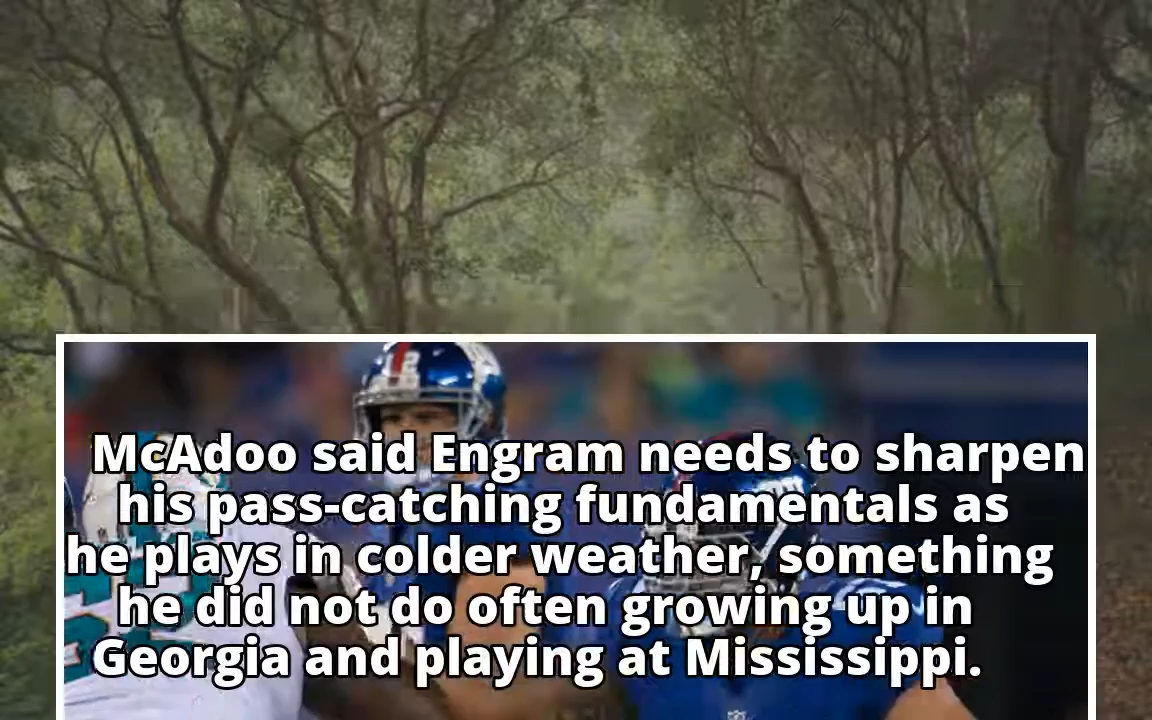 McAdoo said Engram needs to sharpen
his pass-catching fundamentals as
he plays in colder weather, something
he did not do often growing up in
Georgia and playing at Mississippi.